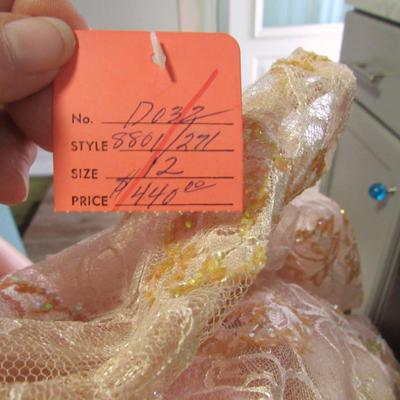 No. D032
STYLE 8801/271
SIZE 12
PRICE $440.00